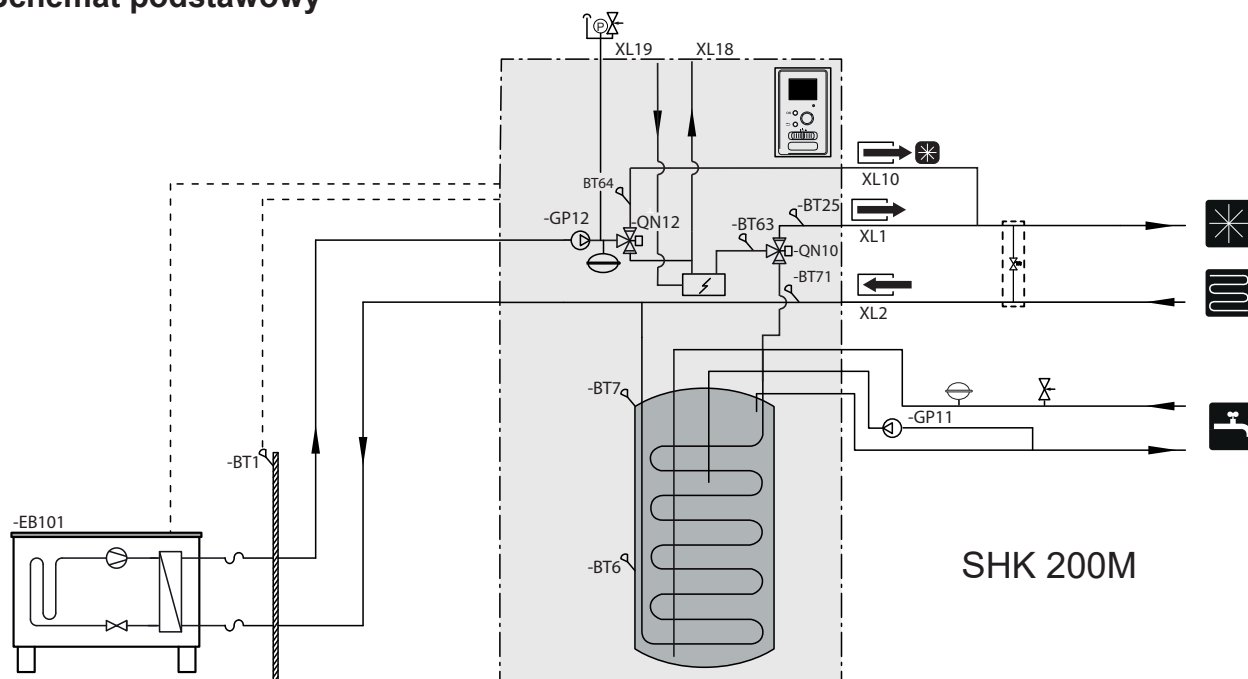 Schemat podstawowy
P
XL19 XL18
XL10
BT64
-BT25
-GP12 -QN12 -BT63
XL1
-QN10
-BT71
XL2
-BT7
-GP11
-BT1
-EB101
-BT6
SHK 200M